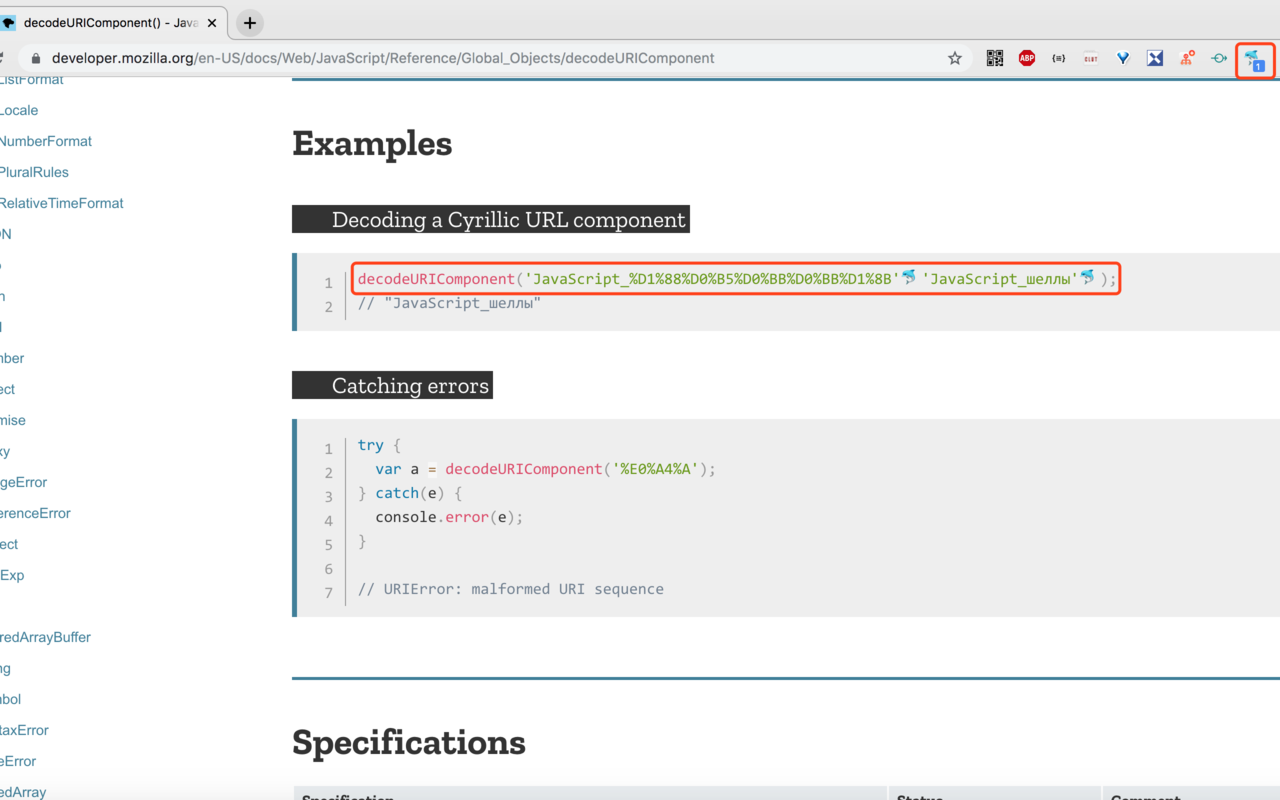 decodeURIComponent() - Java
developer.mozilla.org/en-US/docs/Web/JavaScript/Reference/Global_Objects/decodeURIComponent
ABP
1
ListFormat
Locale
NumberFormat
PluralRules
RelativeTimeFormat
ON
mber
ect
mise
xy
geError
erenceError
ect
Exp
redArrayBuffer
ng
mbol
taxError
eError
edArray
Examples
Decoding a Cyrillic URL component
1 decodeURIComponent('JavaScript_%D1%88%D0%B5%D0%BB%D0%BB%D1%8B'🐬 'JavaScript_шеллы'🐬 );
2 // "JavaScript_шеллы"
Catching errors
1 try {
2 var a = decodeURIComponent('%E0%A4%A');
3 } catch(e) {
4 console.error(e);
5 }
6
7 // URIError: malformed URI sequence
Specifications
Specification Status Comment